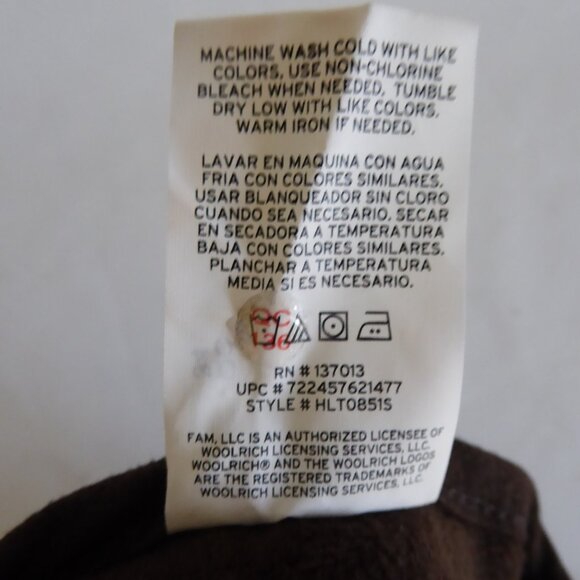 MACHINE WASH COLD WITH LIKE
COLORS. USE NON-CHLORINE
BLEACH WHEN NEEDED. TUMBLE
DRY LOW WITH LIKE COLORS.
WARM IRON IF NEEDED.
LAVAR EN MAQUINA CON AGUA
FRIA CON COLORES SIMILARES.
USAR BLANQUEADOR SIN CLORO
CUANDO SEA NECESARIO. SECAR
EN SECADORA A TEMPERATURA
BAJA CON COLORES SIMILARES.
PLANCHAR A TEMPERATURA
MEDIA SI ES NECESARIO.
QC
136
RN # 137013
UPC # 722457621477
STYLE # HLT0851S
FAM, LLC IS AN AUTHORIZED LICENSEE OF
WOOLRICH LICENSING SERVICES, LLC.
WOOLRICH® AND THE WOOLRICH LOGOS
ARE THE REGISTERED TRADEMARKS OF
WOOLRICH LICENSING SERVICES, LLC.